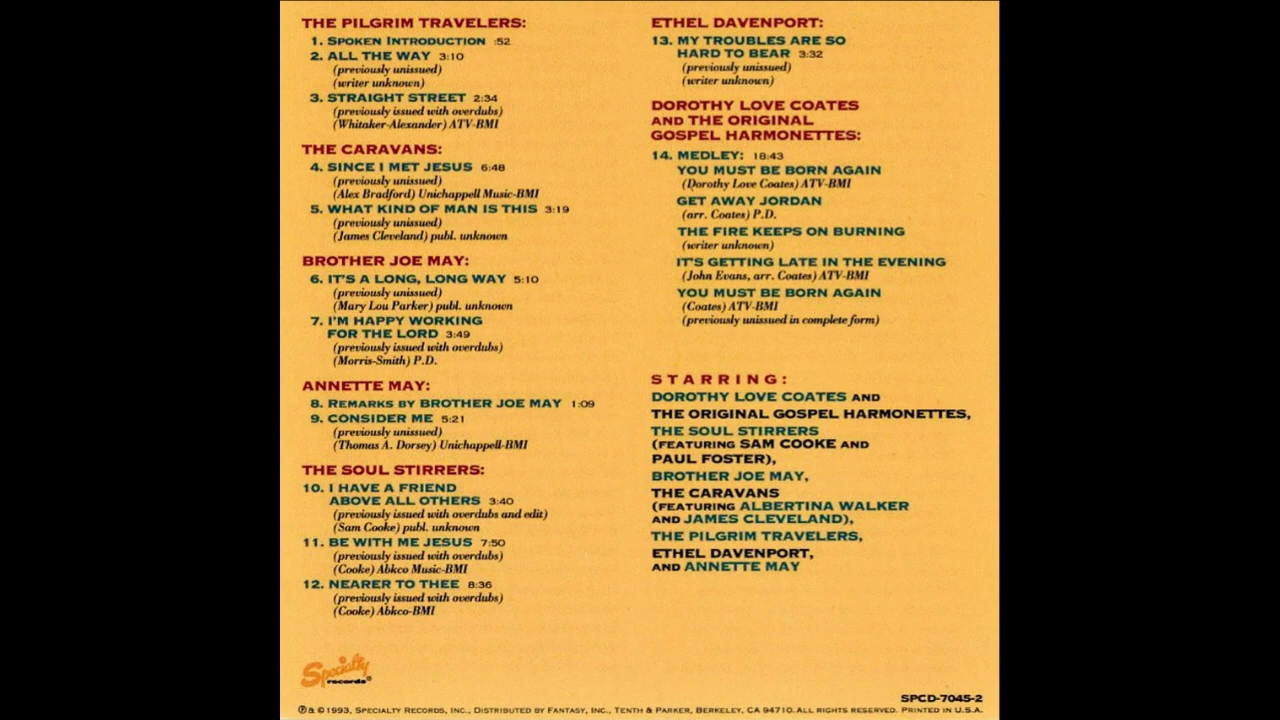 THE PILGRIM TRAVELERS:
1. SPOKEN INTRODUCTION :52
2. ALL THE WAY 3:10
(previously unissued)
(writer unknown)
3. STRAIGHT STREET 2:34
(previously issued with overdubs)
(Whitaker-Alexander) ATV-BMI
THE CARAVANS:
4. SINCE I MET JESUS 6:48
(previously unissued)
(Alex Bradford) Unichappell Music-BMI
5. WHAT KIND OF MAN IS THIS 3:19
(previously unissued)
(James Cleveland) publ. unknown
BROTHER JOE MAY:
6. IT'S A LONG, LONG WAY 5:10
(previously unissued)
(Mary Lou Parker) publ. unknown
7. I'M HAPPY WORKING
FOR THE LORD 3:49
(previously issued with overdubs)
(Morris-Smith) P.D.
ANNETTE MAY:
8. REMARKS BY BROTHER JOE MAY 1:09
9. CONSIDER ME 5:21
(previously unissued)
(Thomas A. Dorsey) Unichappell-BMI
THE SOUL STIRRERS:
10. I HAVE A FRIEND
ABOVE ALL OTHERS 3:40
(previously issued with overdubs and edit)
(Sam Cooke) publ. unknown
11. BE WITH ME JESUS 7:50
(previously issued with overdubs)
(Cooke) Abkco Music-BMI
12. NEARER TO THEE 8:36
(previously issued with overdubs)
(Cooke) Abkco-BMI
ETHEL DAVENPORT:
13. MY TROUBLES ARE SO
HARD TO BEAR 3:32
(previously unissued)
(writer unknown)
DOROTHY LOVE COATES
AND THE ORIGINAL
GOSPEL HARMONETTES:
14. MEDLEY: 18:43
YOU MUST BE BORN AGAIN
(Dorothy Love Coates) ATV-BMI
GET AWAY JORDAN
(arr. Coates) P.D.
THE FIRE KEEPS ON BURNING
(writer unknown)
IT'S GETTING LATE IN THE EVENING
(John Evans, arr. Coates) ATV-BMI
YOU MUST BE BORN AGAIN
(Coates) ATV-BMI
(previously unissued in complete form)
STARRING:
DOROTHY LOVE COATES AND
THE ORIGINAL GOSPEL HARMONETTES,
THE SOUL STIRRERS
(FEATURING SAM COOKE AND
PAUL FOSTER),
BROTHER JOE MAY,
THE CARAVANS
(FEATURING ALBERTINA WALKER
AND JAMES CLEVELAND),
THE PILGRIM TRAVELERS,
ETHEL DAVENPORT,
AND ANNETTE MAY
Specialty
records®
SPCD-7045-2
℗& ©1993, SPECIALTY RECORDS, INC., DISTRIBUTED BY FANTASY, INC., TENTH & PARKER, BERKELEY, CA 94710. ALL RIGHTS RESERVED. PRINTED IN U.S.A.